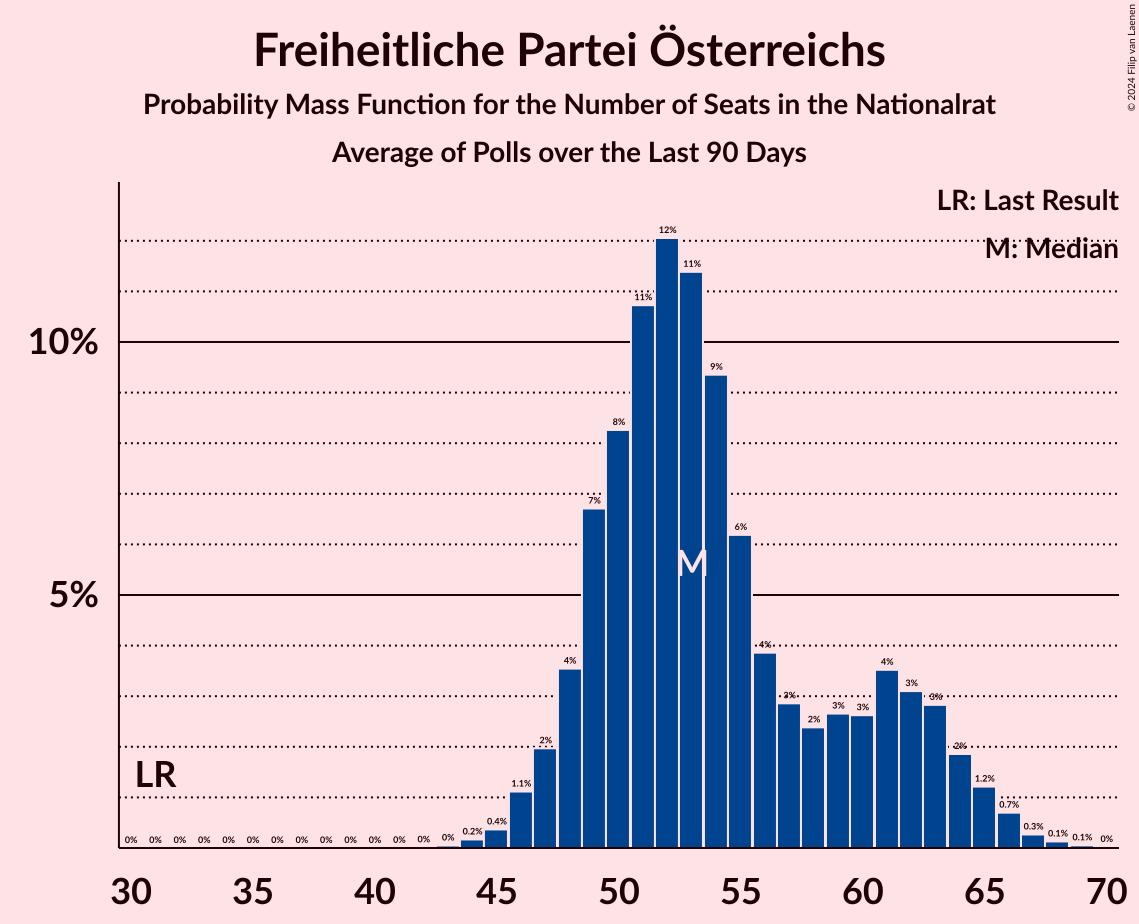 Freiheitliche Partei Österreichs
Probability Mass Function for the Number of Seats in the Nationalrat
Average of Polls over the Last 90 Days
© 2024 Filip van Laenen
LR: Last Result
M: Median
10%
5%
0% 0% 0% 0% 0% 0% 0% 0% 0% 0% 0% 0% 0% 0% 0.2% 0.4% 1.1% 2% 4% 7% 8% 11% 12% 11% 9% 6% 4% 3% 2% 3% 3% 4% 3% 3% 2% 1.2% 0.7% 0.3% 0.1% 0.1% 0%
M
LR
30 35 40 45 50 55 60 65 70